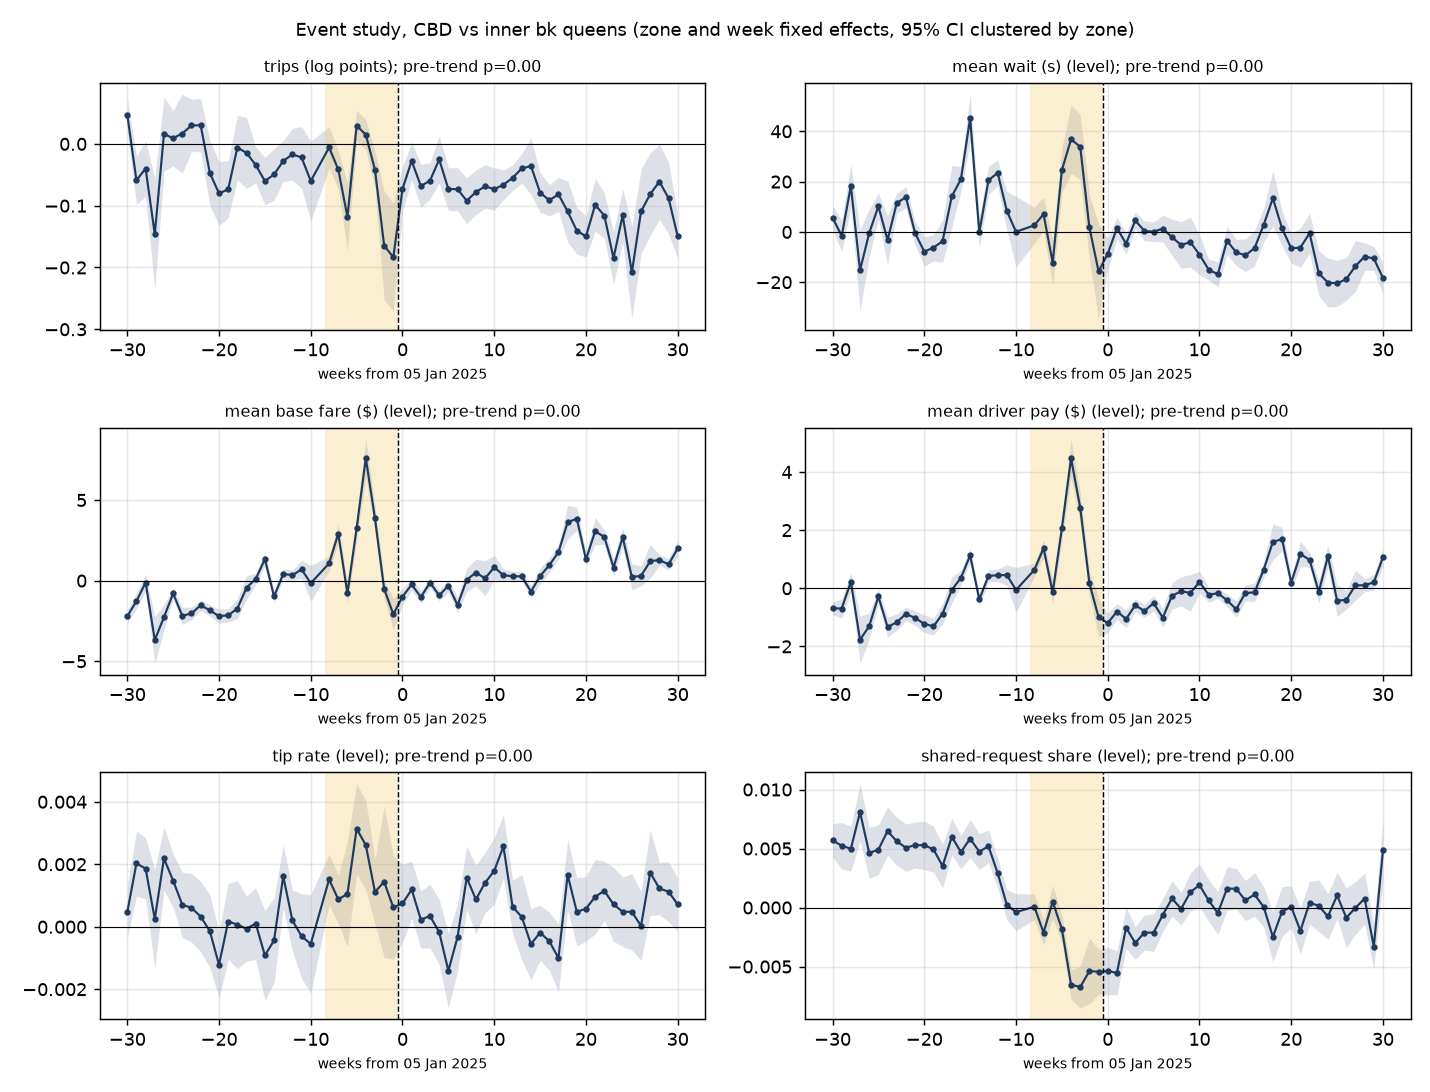 Event study, CBD vs inner bk queens (zone and week fixed effects, 95% CI clustered by zone)
trips (log points); pre-trend p=0.00
0.0
−0.1
−0.2
−0.3
−30 −20 −10 0 10 20 30
weeks from 05 Jan 2025
mean wait (s) (level); pre-trend p=0.00
40
20
0
−20
−30 −20 −10 0 10 20 30
weeks from 05 Jan 2025
mean base fare ($) (level); pre-trend p=0.00
5
0
−5
−30 −20 −10 0 10 20 30
weeks from 05 Jan 2025
mean driver pay ($) (level); pre-trend p=0.00
4
2
0
−2
−30 −20 −10 0 10 20 30
weeks from 05 Jan 2025
tip rate (level); pre-trend p=0.00
0.004
0.002
0.000
−0.002
−30 −20 −10 0 10 20 30
weeks from 05 Jan 2025
shared-request share (level); pre-trend p=0.00
0.010
0.005
0.000
−0.005
−30 −20 −10 0 10 20 30
weeks from 05 Jan 2025